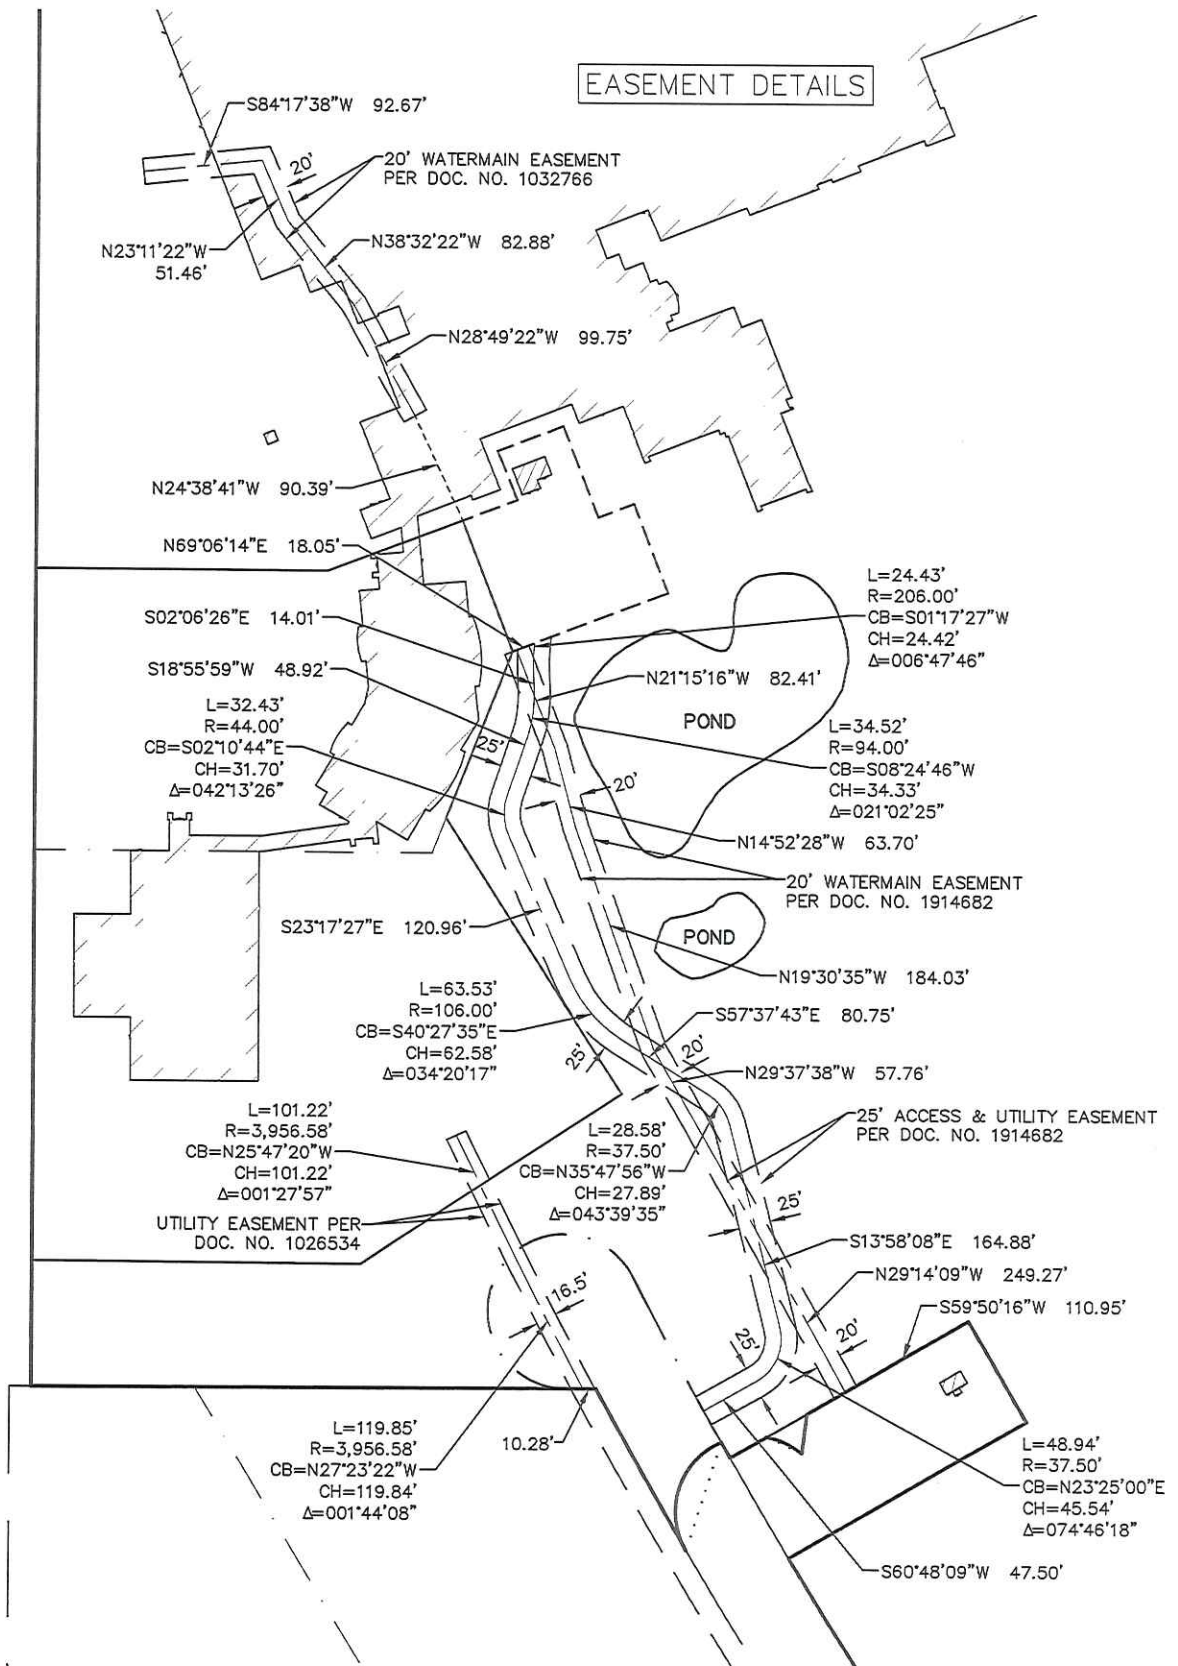 EASEMENT DETAILS
S84°17'38"W 92.67'
20'
20' WATERMAIN EASEMENT
PER DOC. NO. 1032766
N23°11'22"W
51.46'
N38°32'22"W 82.88'
N28°49'22"W 99.75'
N24°38'41"W 90.39'
N69°06'14"E 18.05'
S02°06'26"E 14.01'
S18°55'59"W 48.92'
L=24.43'
R=206.00'
CB=S01°17'27"W
CH=24.42'
Δ=006°47'46"
N21°15'16"W 82.41'
POND
L=32.43'
R=44.00'
CB=S02°10'44"E
CH=31.70'
Δ=042°13'26"
25'
20'
L=34.52'
R=94.00'
CB=S08°24'46"W
CH=34.33'
Δ=021°02'25"
N14°52'28"W 63.70'
20' WATERMAIN EASEMENT
PER DOC. NO. 1914682
S23°17'27"E 120.96'
POND
N19°30'35"W 184.03'
L=63.53'
R=106.00'
CB=S40°27'35"E
CH=62.58'
Δ=034°20'17"
S57°37'43"E 80.75'
25'
20'
N29°37'38"W 57.76'
L=101.22'
R=3,956.58'
CB=N25°47'20"W
CH=101.22'
Δ=001°27'57"
L=28.58'
R=37.50'
CB=N35°47'56"W
CH=27.89'
Δ=043°39'35"
25' ACCESS & UTILITY EASEMENT
PER DOC. NO. 1914682
UTILITY EASEMENT PER
DOC. NO. 1026534
25'
S13°58'08"E 164.88'
N29°14'09"W 249.27'
S59°50'16"W 110.95'
16.5'
25'
20'
L=119.85'
R=3,956.58'
CB=N27°23'22"W
CH=119.84'
Δ=001°44'08"
10.28'
L=48.94'
R=37.50'
CB=N23°25'00"E
CH=45.54'
Δ=074°46'18"
S60°48'09"W 47.50'